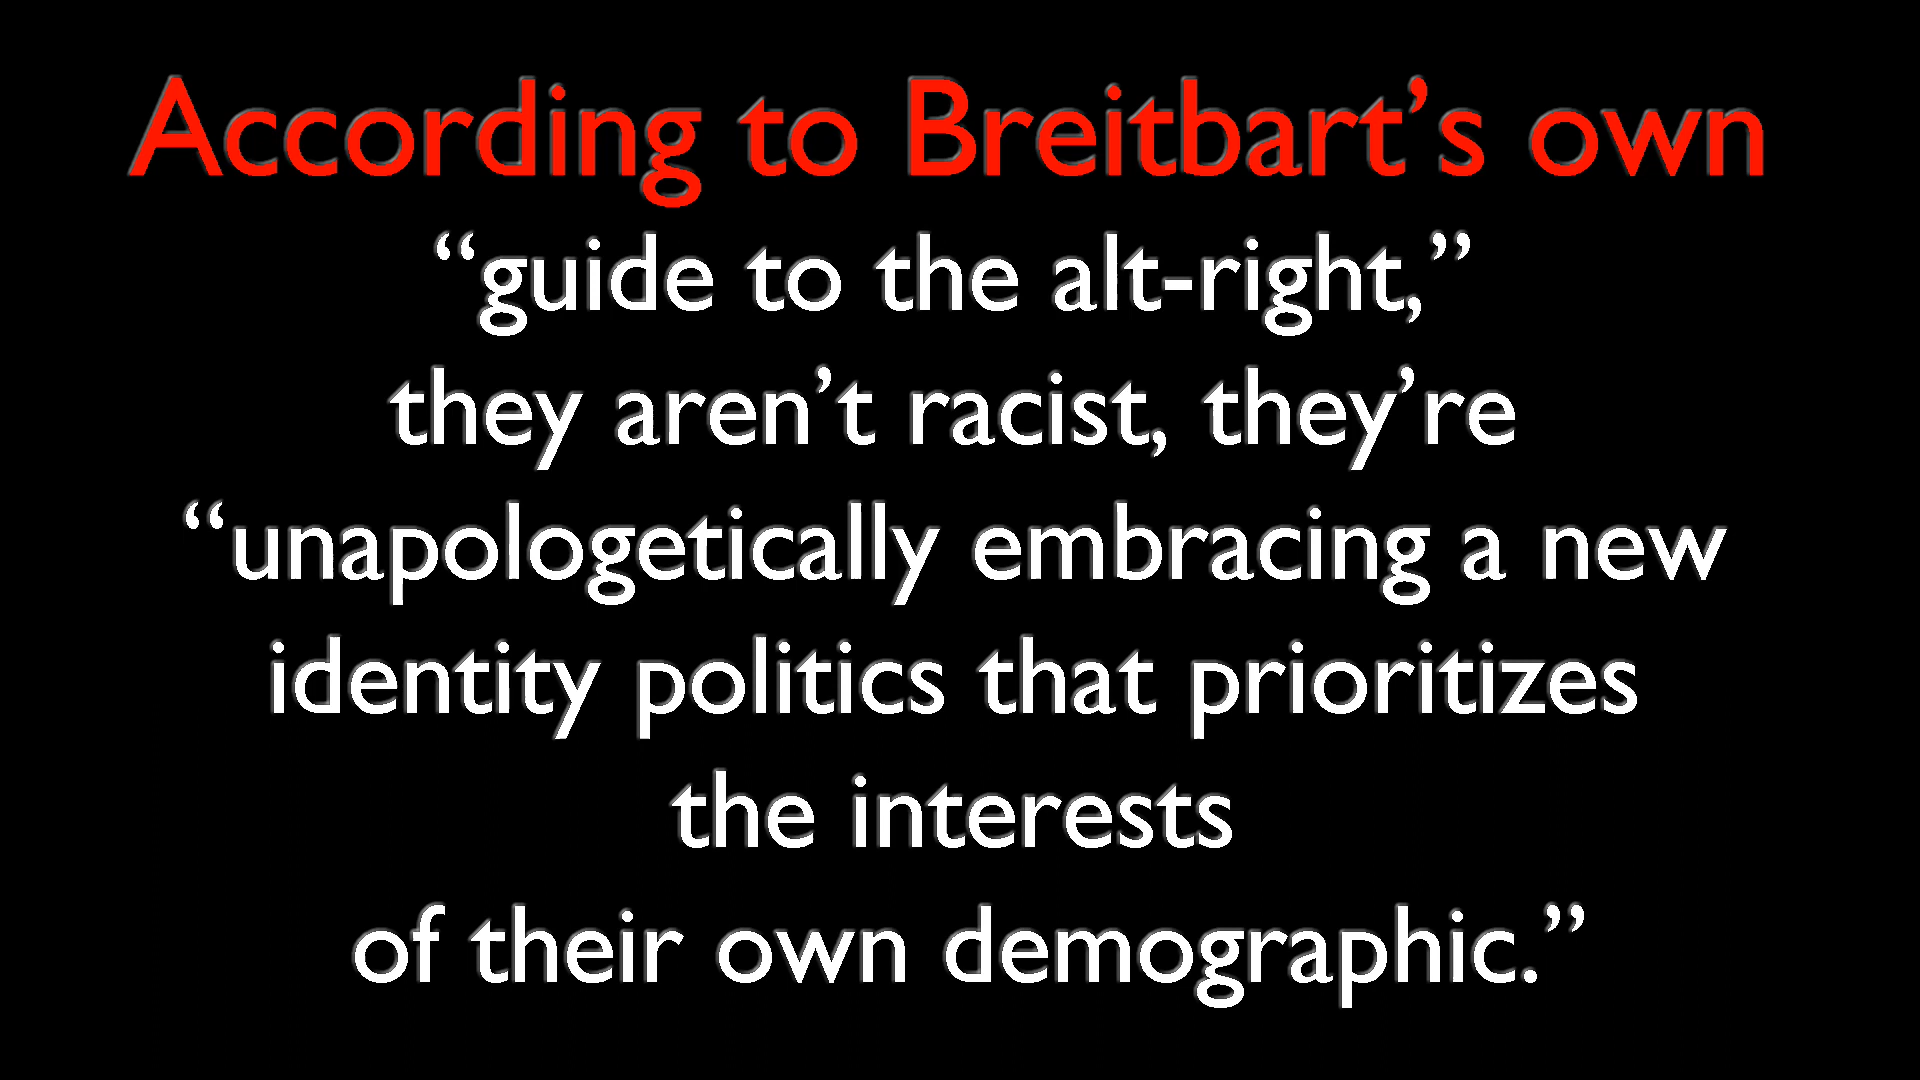 According to Breitbart’s own
“guide to the alt-right,”
they aren’t racist, they’re
“unapologetically embracing a new
identity politics that prioritizes
the interests
of their own demographic.”